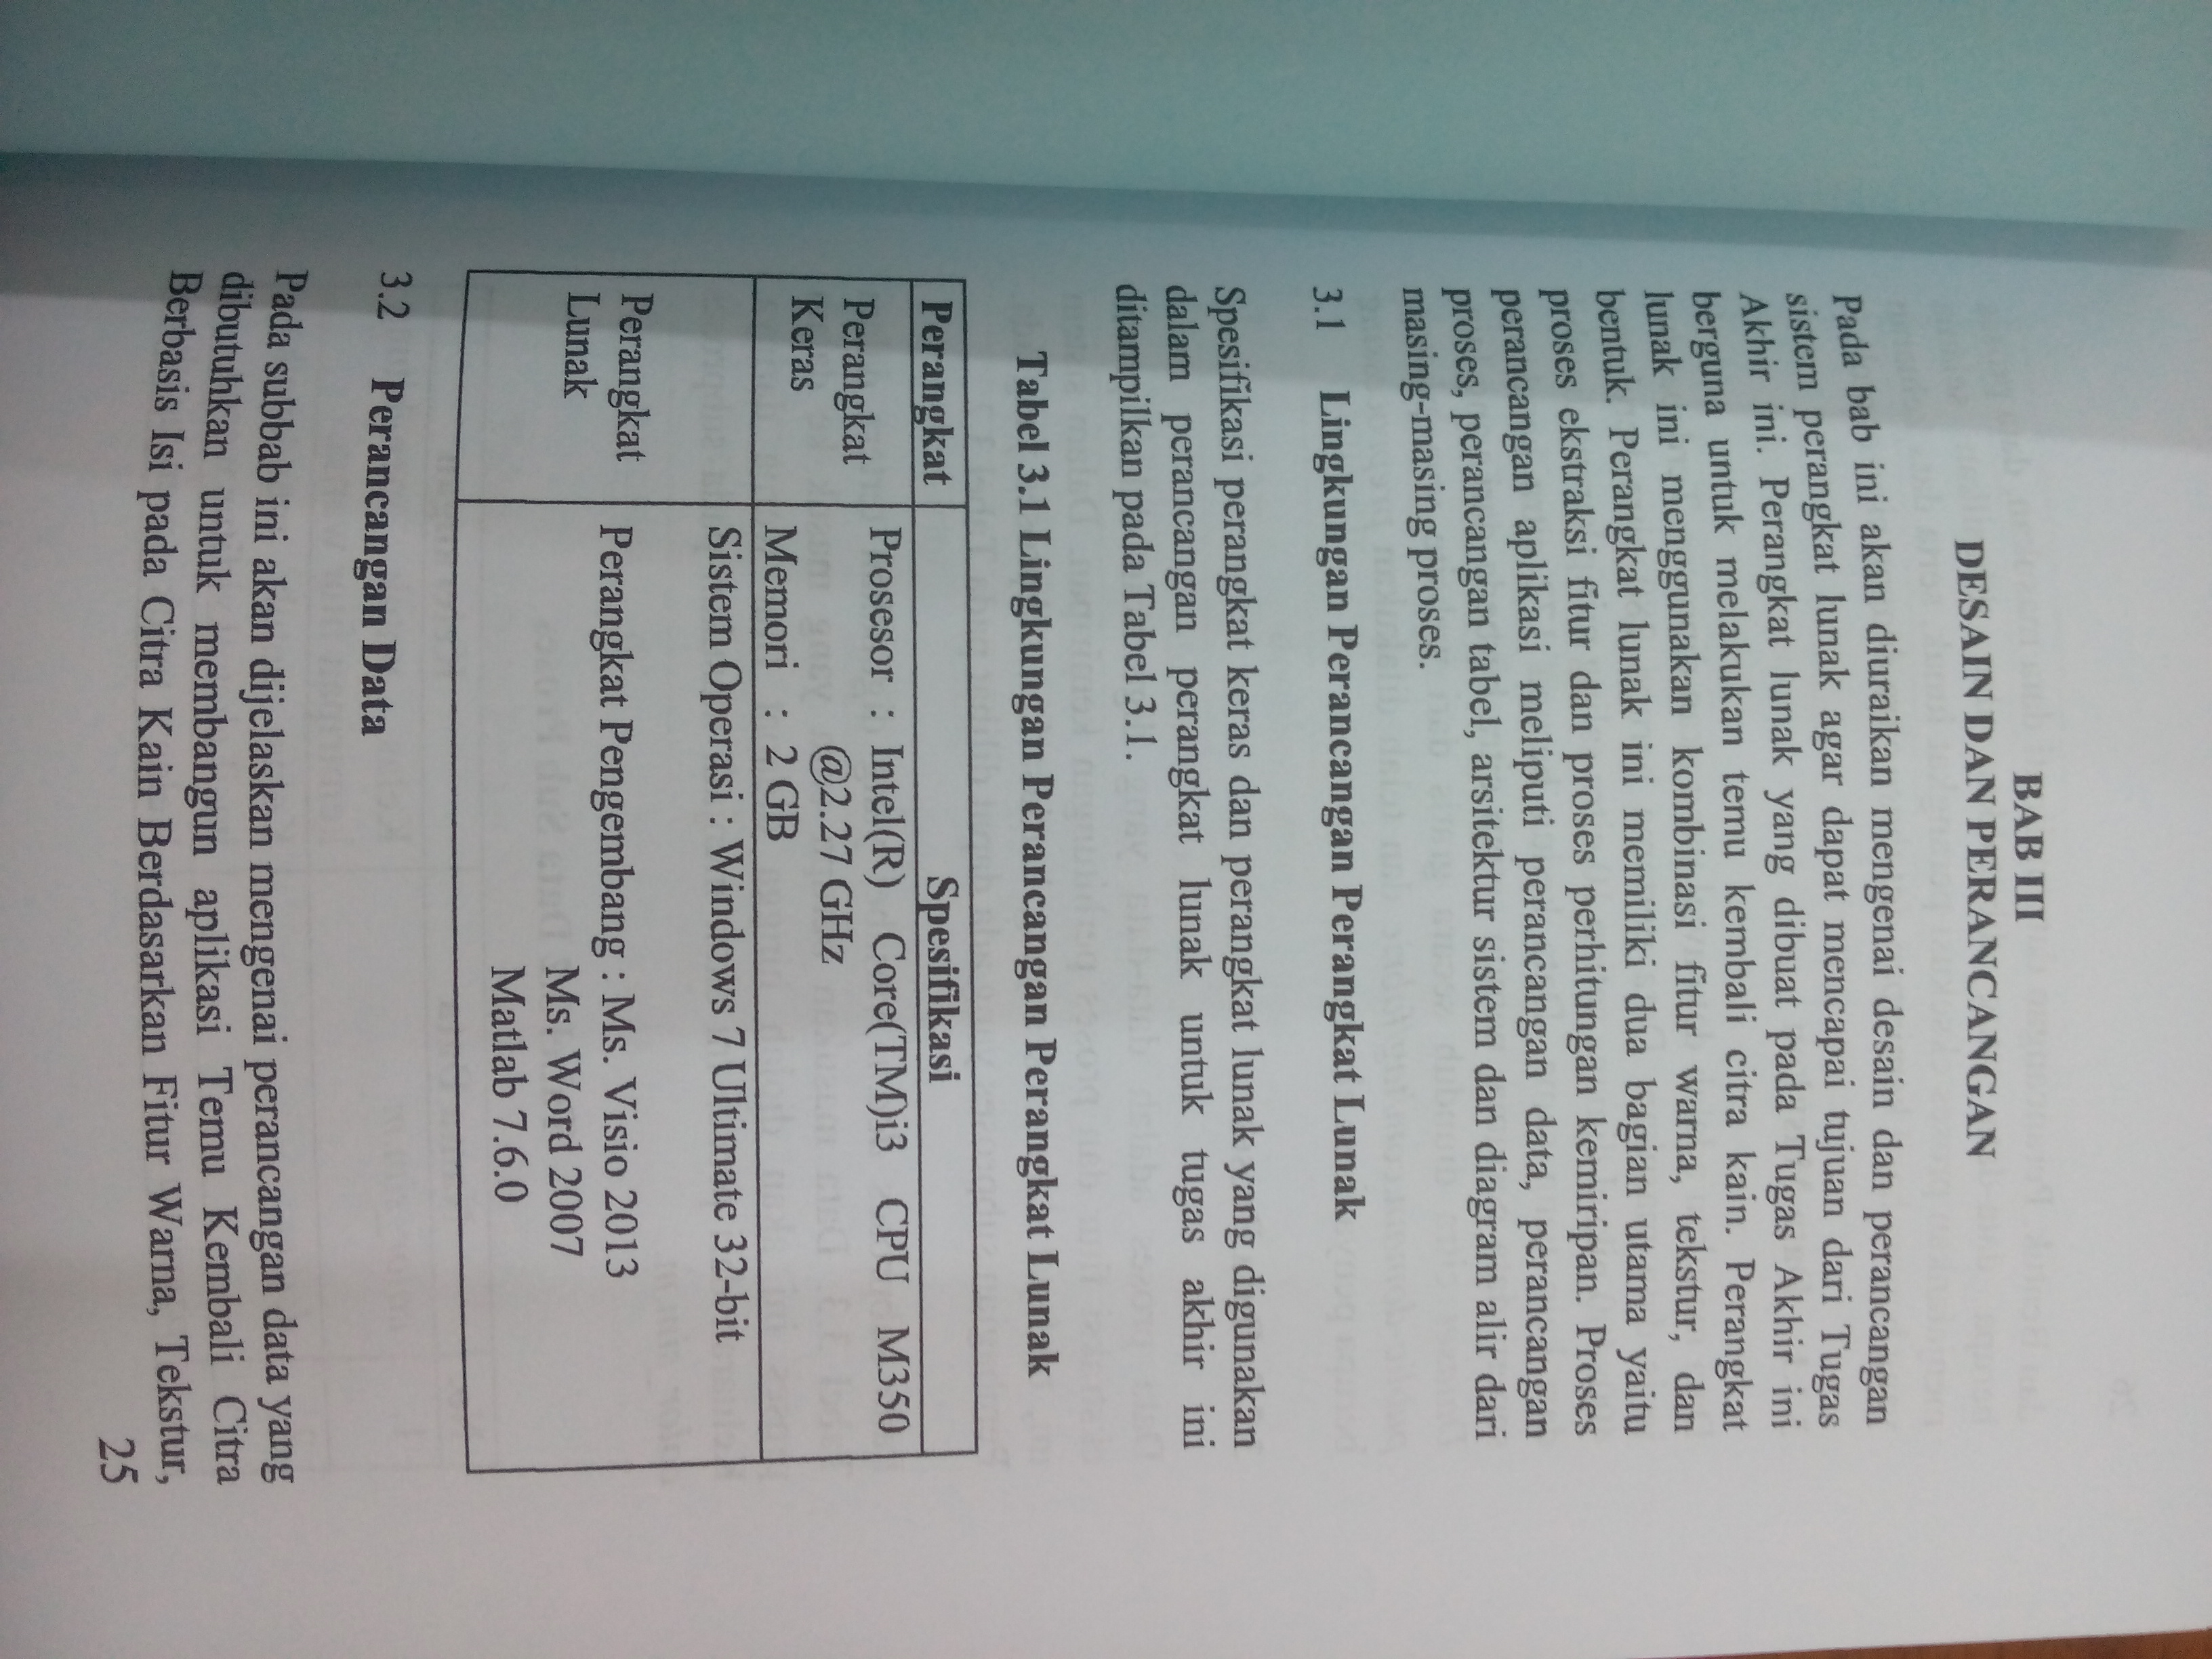 BAB III
DESAIN DAN PERANCANGAN
Pada bab ini akan diuraikan mengenai desain dan perancangan
sistem perangkat lunak agar dapat mencapai tujuan dari Tugas
Akhir ini. Perangkat lunak yang dibuat pada Tugas Akhir ini
berguna untuk melakukan temu kembali citra kain. Perangkat
lunak ini menggunakan kombinasi fitur warna, tekstur, dan
bentuk. Perangkat lunak ini memiliki dua bagian utama yaitu
proses ekstraksi fitur dan proses perhitungan kemiripan. Proses
perancangan aplikasi meliputi perancangan data, perancangan
proses, perancangan tabel, arsitektur sistem dan diagram alir dari
masing-masing proses.
3.1 Lingkungan Perancangan Perangkat Lunak
Spesifikasi perangkat keras dan perangkat lunak yang digunakan
dalam perancangan perangkat lunak untuk tugas akhir ini
ditampilkan pada Tabel 3.1.
Tabel 3.1 Lingkungan Perancangan Perangkat Lunak
Perangkat Spesifikasi
Perangkat Keras Prosesor : Intel(R) Core(TM)i3 CPU M350
@2.27 GHz
Memori : 2 GB
Perangkat Lunak Sistem Operasi : Windows 7 Ultimate 32-bit
Perangkat Pengembang : Ms. Visio 2013
Ms. Word 2007
Matlab 7.6.0
3.2 Perancangan Data
Pada subbab ini akan dijelaskan mengenai perancangan data yang
dibutuhkan untuk membangun aplikasi Temu Kembali Citra
Berbasis Isi pada Citra Kain Berdasarkan Fitur Warna, Tekstur,
25